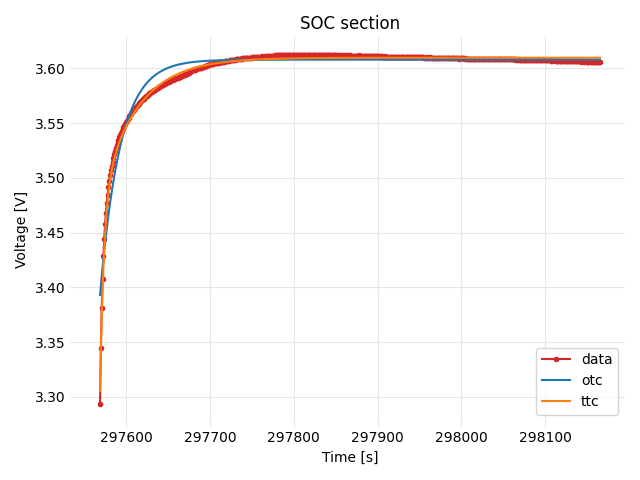 SOC section
3.60
3.55
3.50
3.45
3.40
3.35
3.30
Voltage [V]
data
otc
ttc
297600 297700 297800 297900 298000 298100
Time [s]